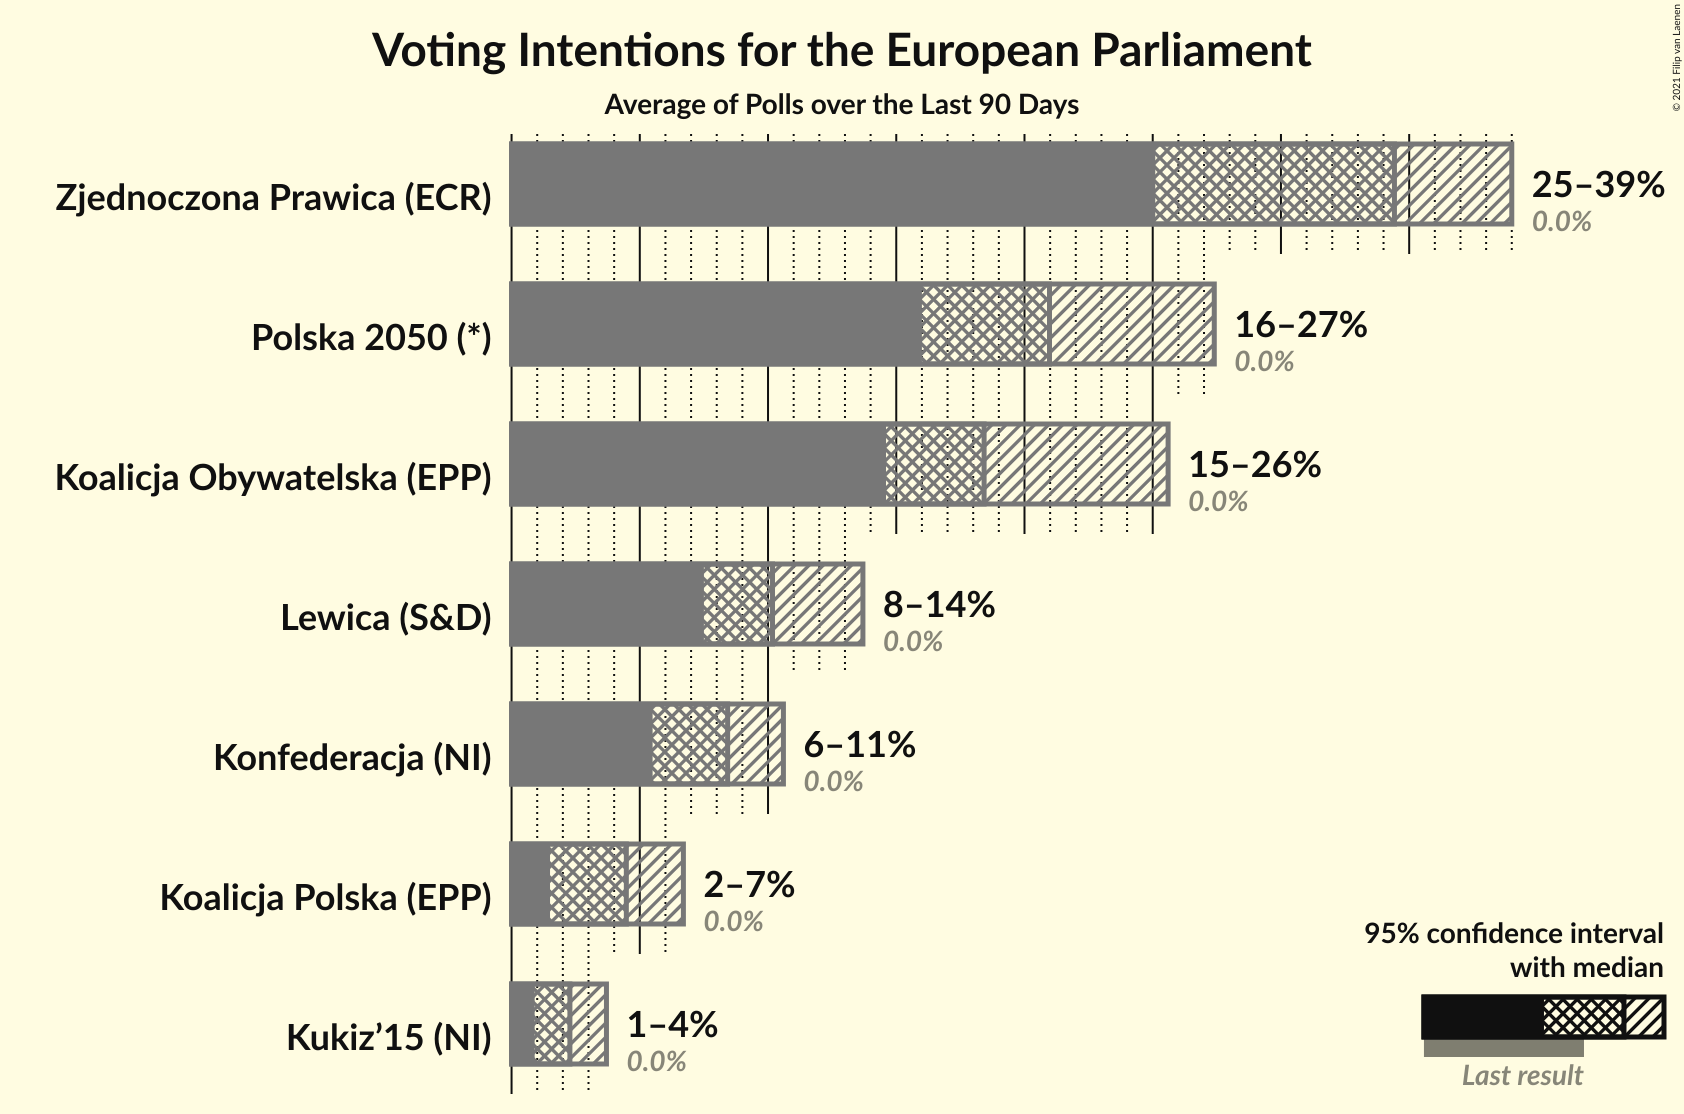 Voting Intentions for the European Parliament
Average of Polls over the Last 90 Days
© 2021 Filip van Laenen
Zjednoczona Prawica (ECR)
25–39%
0.0%
Polska 2050 (*)
16–27%
0.0%
Koalicja Obywatelska (EPP)
15–26%
0.0%
Lewica (S&D)
8–14%
0.0%
Konfederacja (NI)
6–11%
0.0%
Koalicja Polska (EPP)
2–7%
0.0%
Kukiz’15 (NI)
1–4%
0.0%
95% confidence interval
with median
Last result